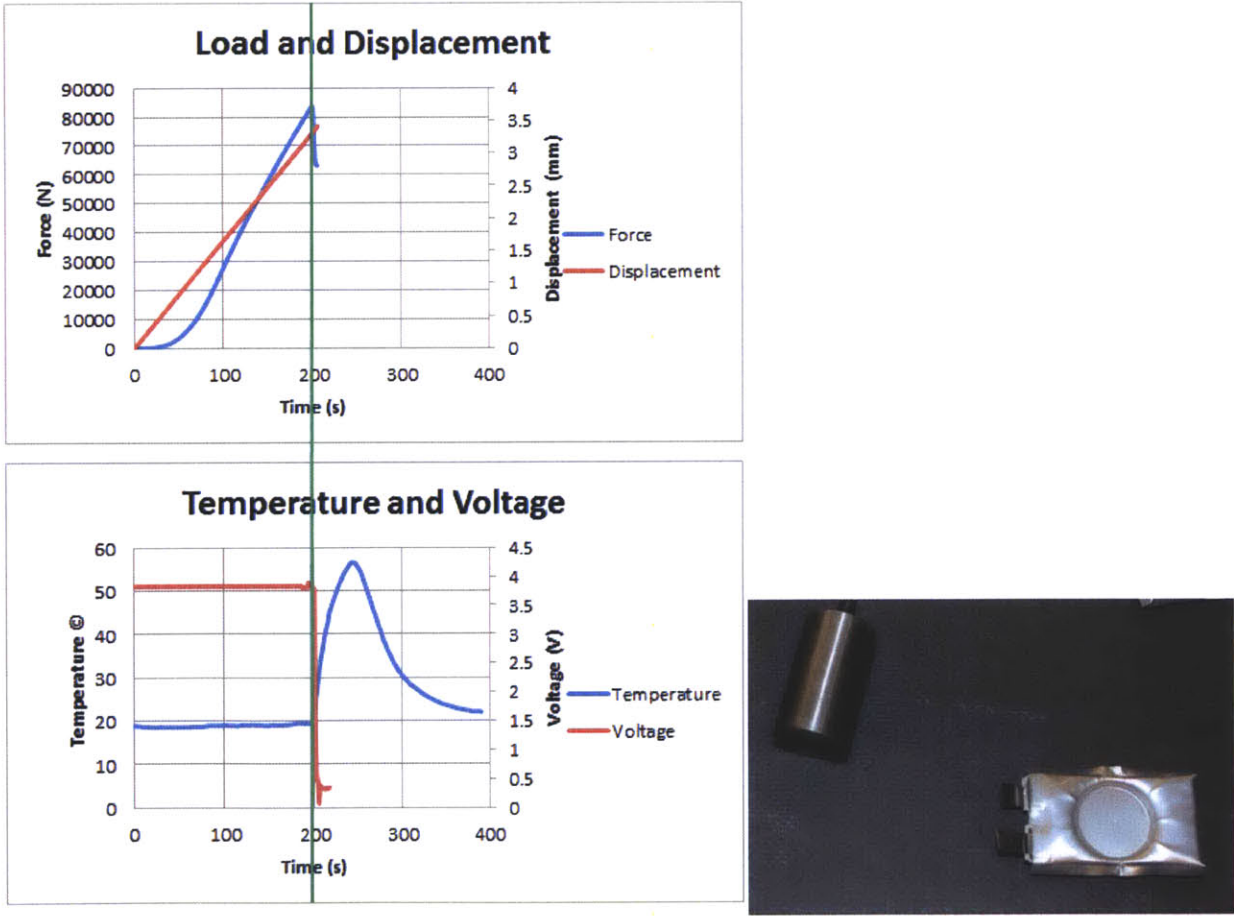 Load and Displacement
90000
80000
70000
60000
50000
40000
30000
20000
10000
0
Force (N)
4
3.5
3
2.5
2
1.5
1
0.5
0
Displacement (mm)
Force
Displacement
0 100 200 300 400
Time (s)
Temperature and Voltage
60
50
40
30
20
10
0
Temperature ©
4.5
4
3.5
3
2.5
2
1.5
1
0.5
0
Voltage (V)
Temperature
Voltage
0 100 200 300 400
Time (s)